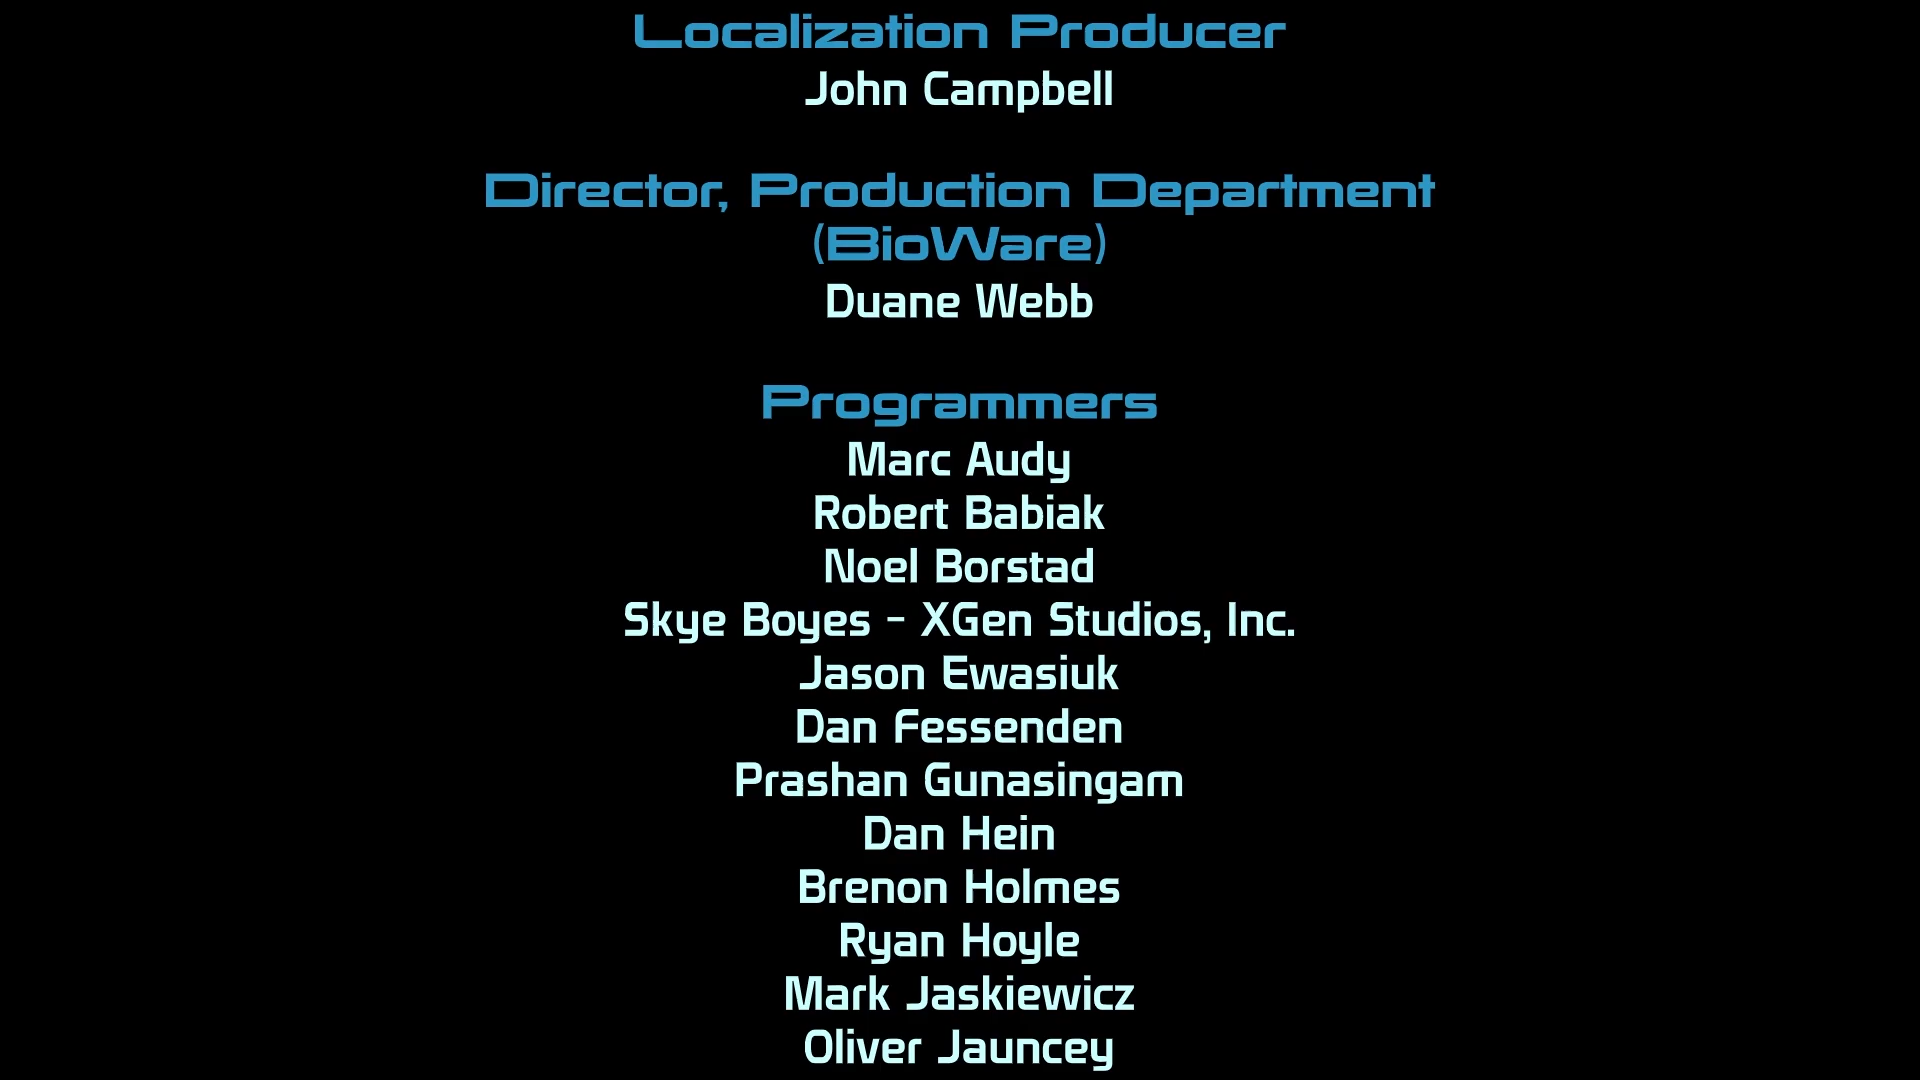 Localization Producer
John Campbell
Director, Production Department
(BioWare)
Duane Webb
Programmers
Marc Audy
Robert Babiak
Noel Borstad
Skye Boyes - XGen Studios, Inc.
Jason Ewasiuk
Dan Fessenden
Prashan Gunasingam
Dan Hein
Brenon Holmes
Ryan Hoyle
Mark Jaskiewicz
Oliver Jauncey